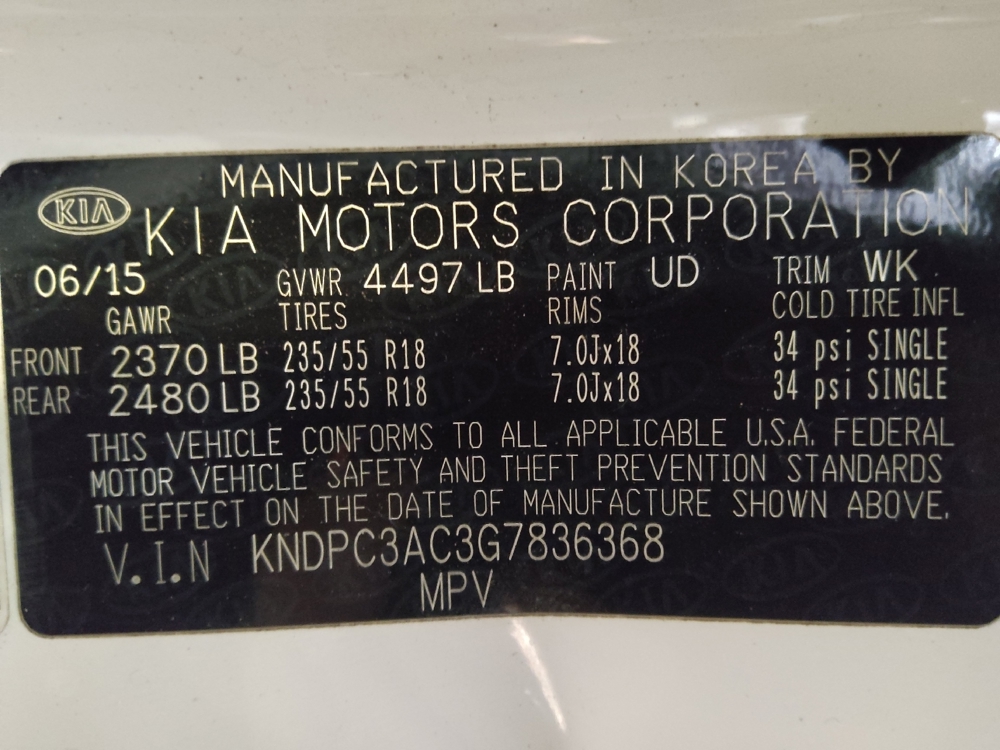 MANUFACTURED IN KOREA BY
KIA KIA MOTORS CORPORATION
06/15 GVWR 4497 LB PAINT UD TRIM WK
GAWR TIRES RIMS COLD TIRE INFL
FRONT 2370 LB 235/55 R18 7.0Jx18 34 psi SINGLE
REAR 2480 LB 235/55 R18 7.0Jx18 34 psi SINGLE
THIS VEHICLE CONFORMS TO ALL APPLICABLE U.S.A. FEDERAL
MOTOR VEHICLE SAFETY AND THEFT PREVENTION STANDARDS
IN EFFECT ON THE DATE OF MANUFACTURE SHOWN ABOVE.
V.I.N KNDPC3AC3G7836368
MPV